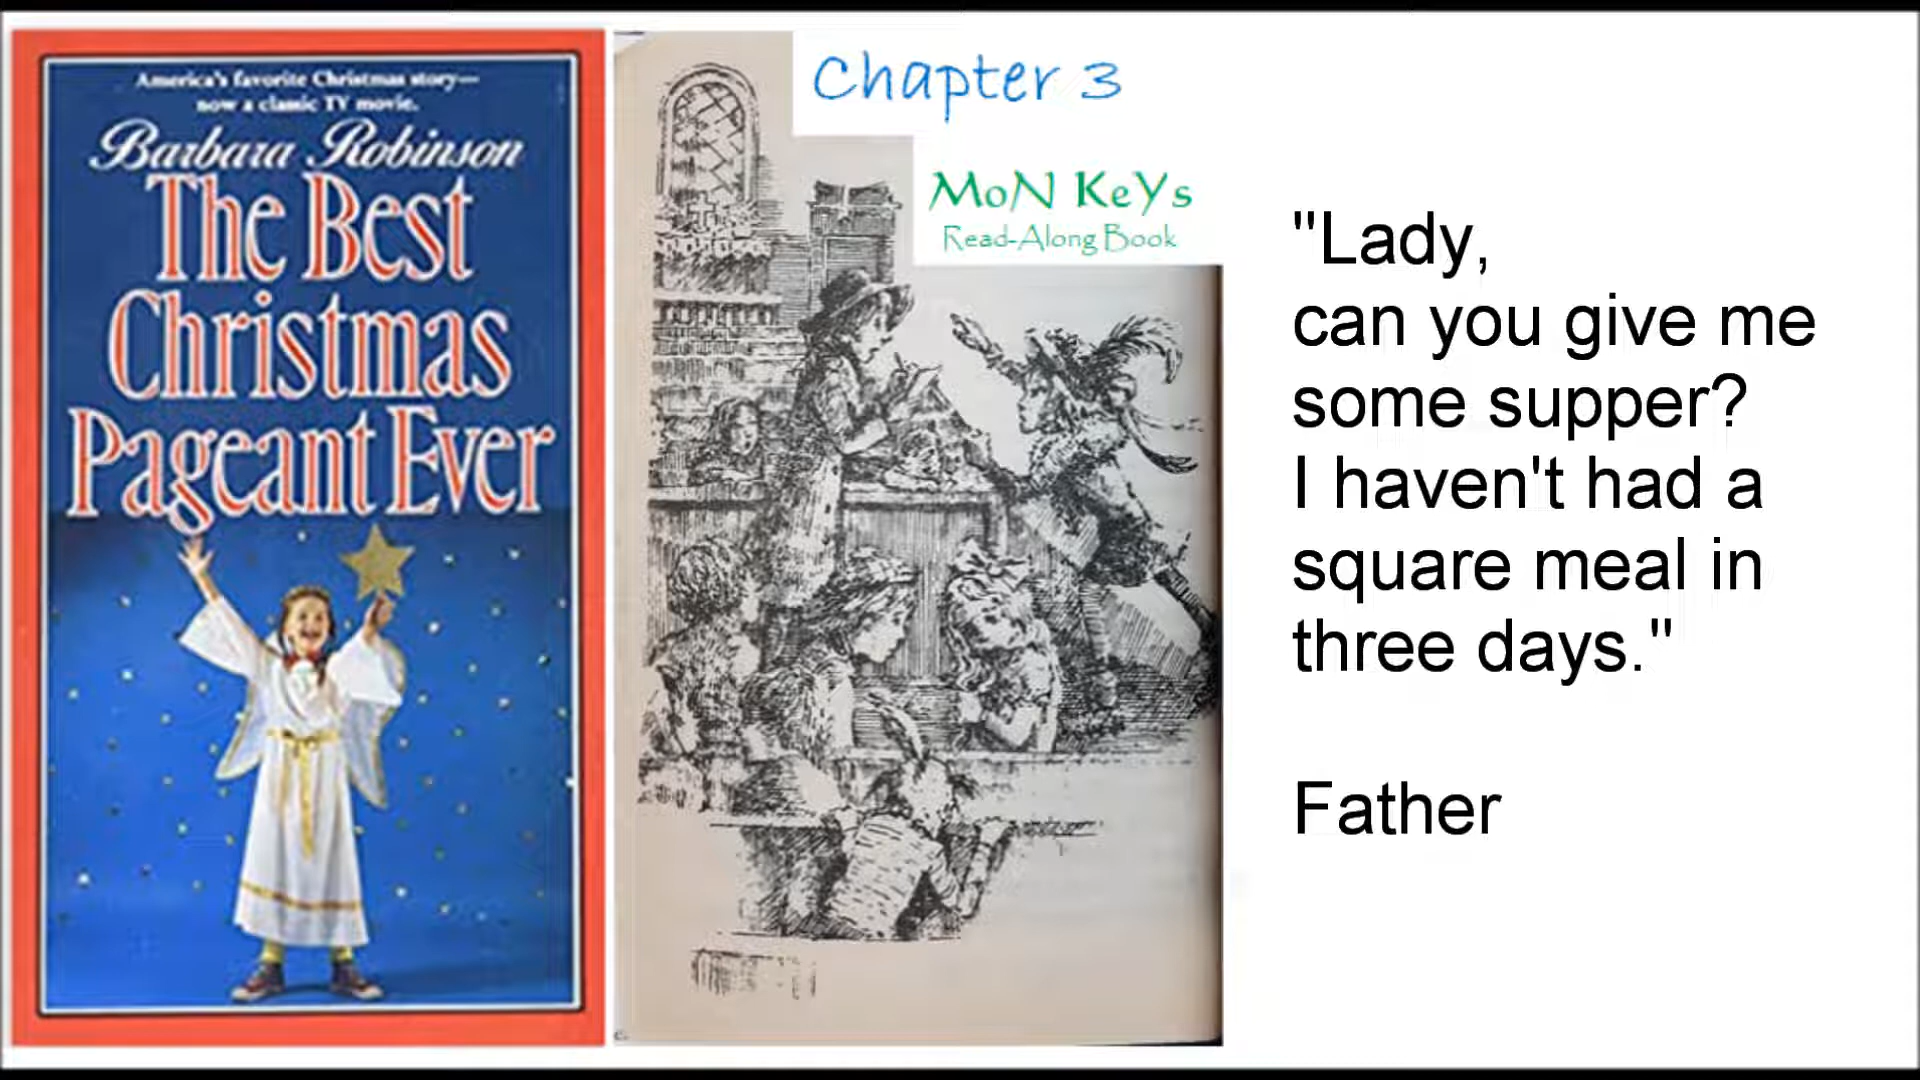 America's favorite Christmas story—
now a classic TV movie.
Barbara Robinson
The Best
Christmas
Pageant Ever
Chapter 3
MoN KeYs
Read-Along Book
"Lady,
can you give me
some supper?
I haven't had a
square meal in
three days."
Father